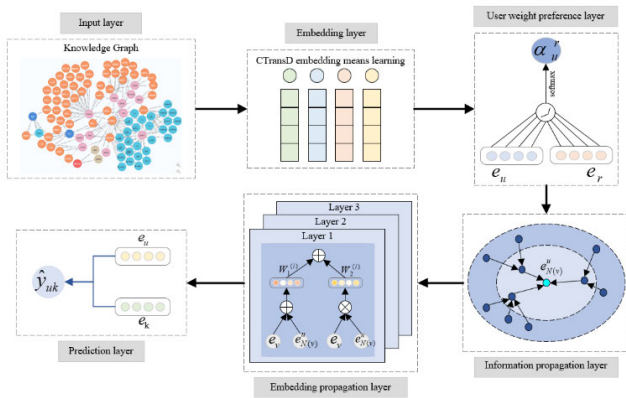 Input layer
Knowledge Graph
Embedding layer
CTransD embedding means learning
User weight preference layer
α_u^r
softmax
e_u e_r
Layer 3
Layer 2
Layer 1
W_1^(l) W_2^(l)
e_v e_N(v)^u e_v e_N(v)^u
e_u
ŷ_uk
e_k
e_N(v)^u
Prediction layer
Embedding propagation layer
Information propagation layer